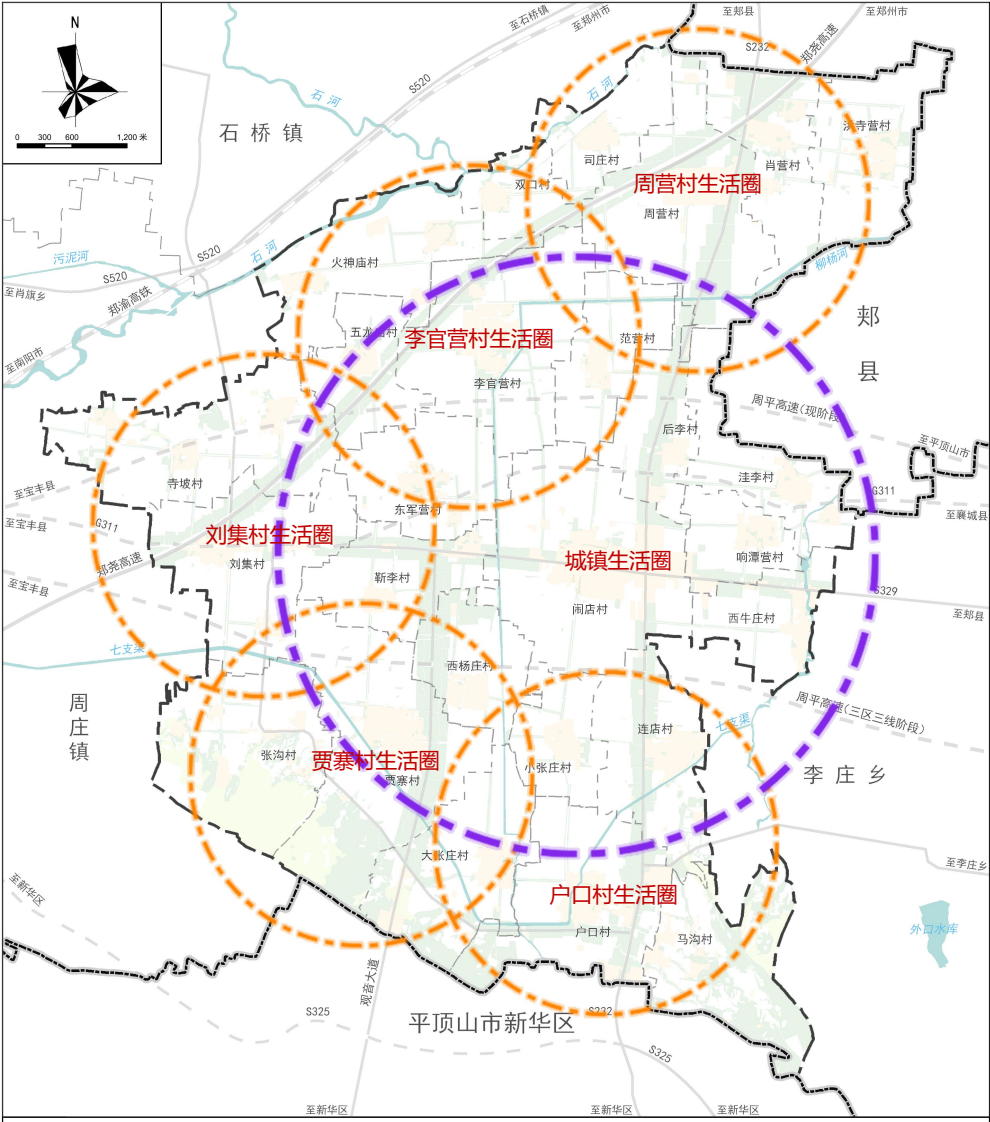 N
0 300 600 1,200 米
至石桥镇
至郑州市
至郏县
至郑州市
S232
郑尧高速
S520
石河
石河
石桥镇
洪寺营村
司庄村
肖营村
双口村
周营村生活圈
周营村
石河
S520
污泥河
火神庙村
柳杨河
S520
至肖旗乡
郑渝高铁
郏县
五龙庙村
李官营村生活圈
范营村
至南阳市
李官营村
周平高速(现阶段)
后李村
至平顶山市
寺坡村
洼李村
至宝丰县
G311
东军营村
至襄城县
至宝丰县
G311
刘集村生活圈
郑尧高速
刘集村
城镇生活圈
响潭营村
靳李村
至宝丰县
S329
闹店村
西牛庄村
至郏县
七支渠
西杨庄村
周庄镇
周平高速(三区三线阶段)
七支渠
连店村
张沟村
贾寨村生活圈
小张庄村
李庄乡
贾寨村
大张庄村
至李庄乡
至新华区
户口村生活圈
外口水库
户口村
马沟村
观音大道
S325
S232
平顶山市新华区
S325
至新华区
至新华区
至新华区